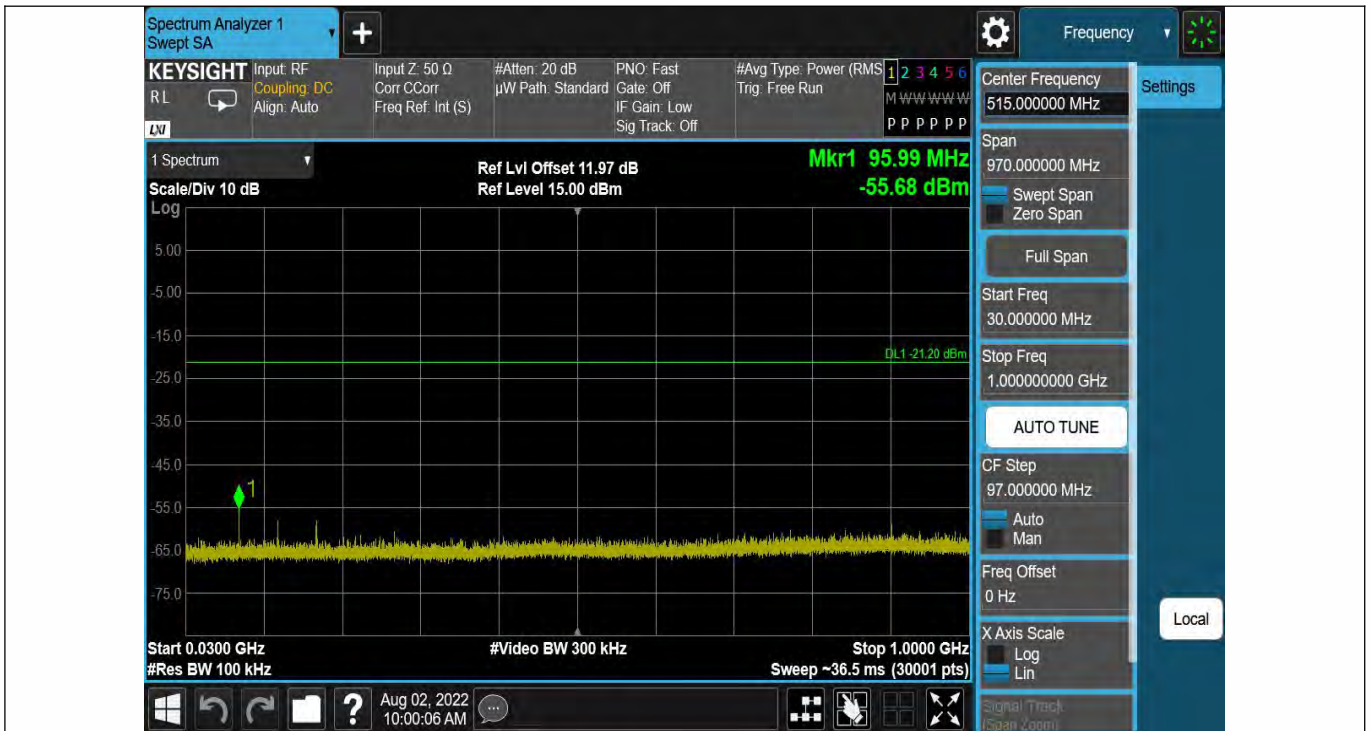 Spectrum Analyzer 1
Swept SA
Frequency
KEYSIGHT
RL
LXI
Input: RF
Coupling: DC
Align: Auto
Input Z: 50 Ω
Corr CCorr
Freq Ref: Int (S)
#Atten: 20 dB
µW Path: Standard
PNO: Fast
Gate: Off
IF Gain: Low
Sig Track: Off
#Avg Type: Power (RMS
Trig: Free Run
1 2 3 4 5 6
M W W W W W
P P P P P P
1 Spectrum
Scale/Div 10 dB
Ref Lvl Offset 11.97 dB
Ref Level 15.00 dBm
Mkr1 95.99 MHz
-55.68 dBm
Log
5.00
-5.00
-15.0
DL1 -21.20 dBm
-25.0
-35.0
-45.0
1
-55.0
-65.0
-75.0
Start 0.0300 GHz
#Video BW 300 kHz
Stop 1.0000 GHz
#Res BW 100 kHz
Sweep ~36.5 ms (30001 pts)
Center Frequency
515.000000 MHz
Settings
Span
970.000000 MHz
Swept Span
Zero Span
Full Span
Start Freq
30.000000 MHz
Stop Freq
1.000000000 GHz
AUTO TUNE
CF Step
97.000000 MHz
Auto
Man
Freq Offset
0 Hz
X Axis Scale
Log
Lin
Signal Track
(Span Zoom)
Local
?
Aug 02, 2022
10:00:06 AM